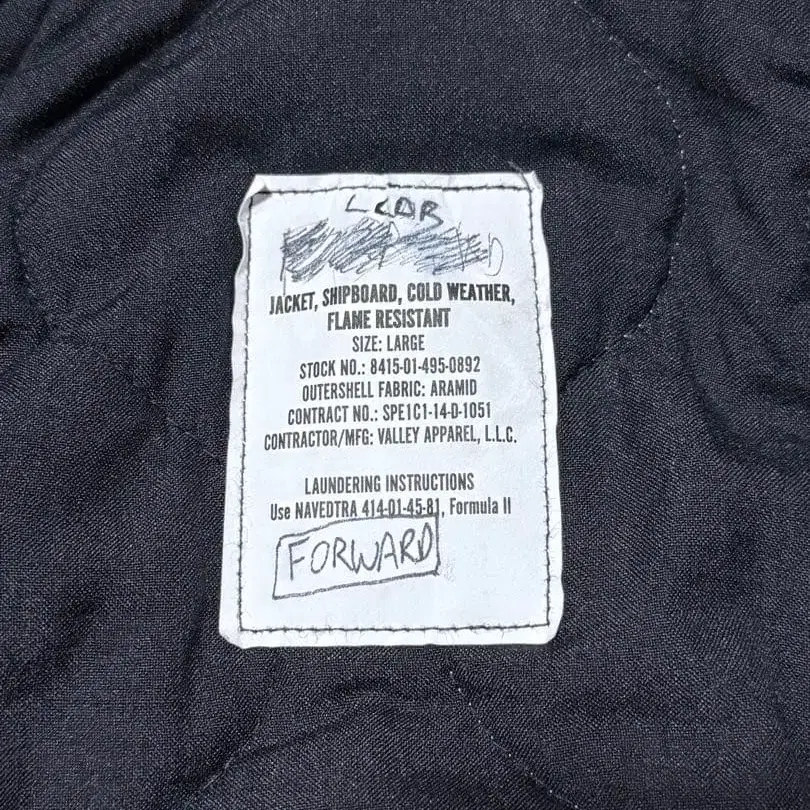 LCDR
JACKET, SHIPBOARD, COLD WEATHER,
FLAME RESISTANT
SIZE: LARGE
STOCK NO.: 8415-01-495-0892
OUTERSHELL FABRIC: ARAMID
CONTRACT NO.: SPE1C1-14-D-1051
CONTRACTOR/MFG: VALLEY APPAREL, L.L.C.
LAUNDERING INSTRUCTIONS
Use NAVEDTRA 414-01-45-81, Formula II
FORWARD